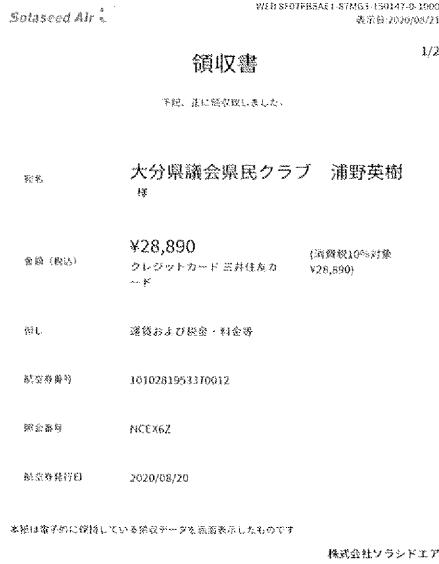 Solaseed Air
表示日:2020/08/21
1/2
領収書
下記、正に領収致しました。
宛名
大分県議会県民クラブ　浦野英樹
様
金額（税込）
¥28,890
クレジットカード 三井住友カ
ード
(消費税10%対象
¥28,890)
但し
運賃および税金・料金等
航空券番号
照会番号
NCEX6Z
航空券発行日
2020/08/20
本紙は電子的に保持している領収データを画面表示したものです
株式会社ソラシドエア